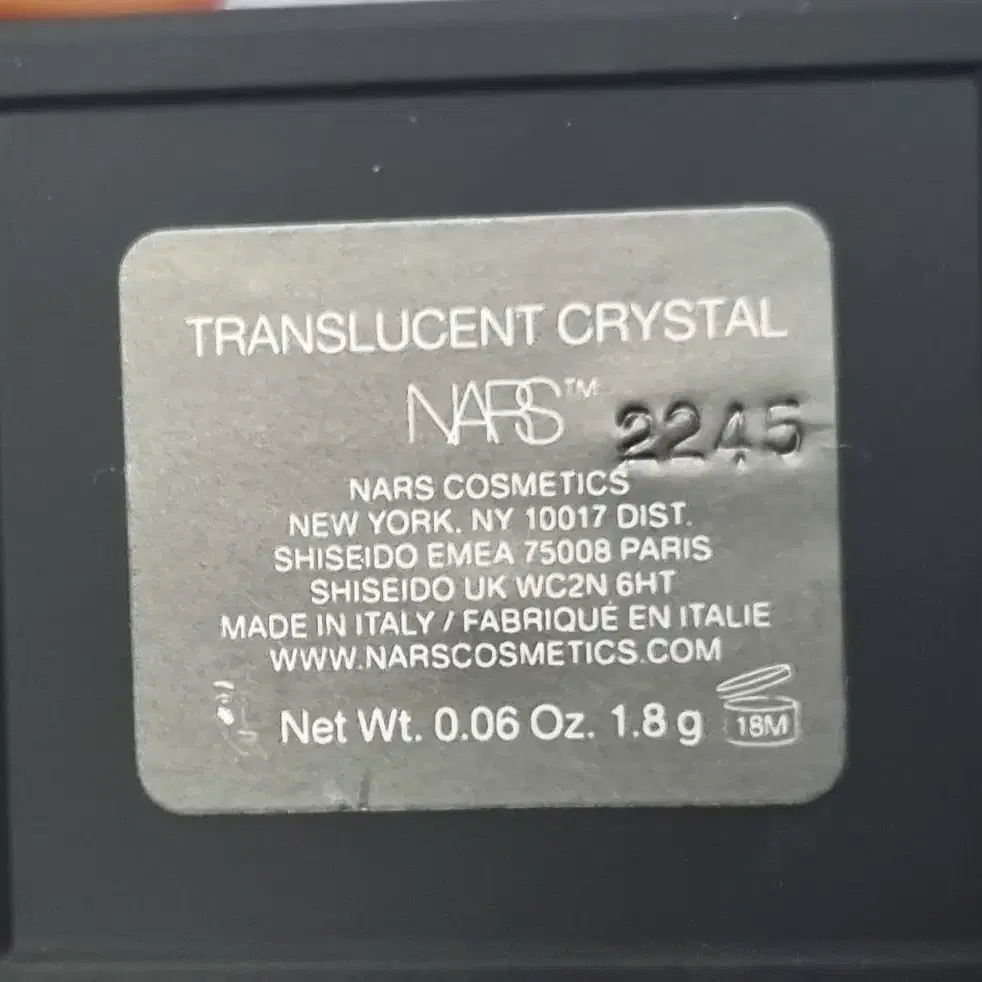 TRANSLUCENT CRYSTAL
NARS™
2245
NARS COSMETICS
NEW YORK, NY 10017 DIST.
SHISEIDO EMEA 75008 PARIS
SHISEIDO UK WC2N 6HT
MADE IN ITALY / FABRIQUÉ EN ITALIE
WWW.NARSCOSMETICS.COM
Net Wt. 0.06 Oz. 1.8 g
18M